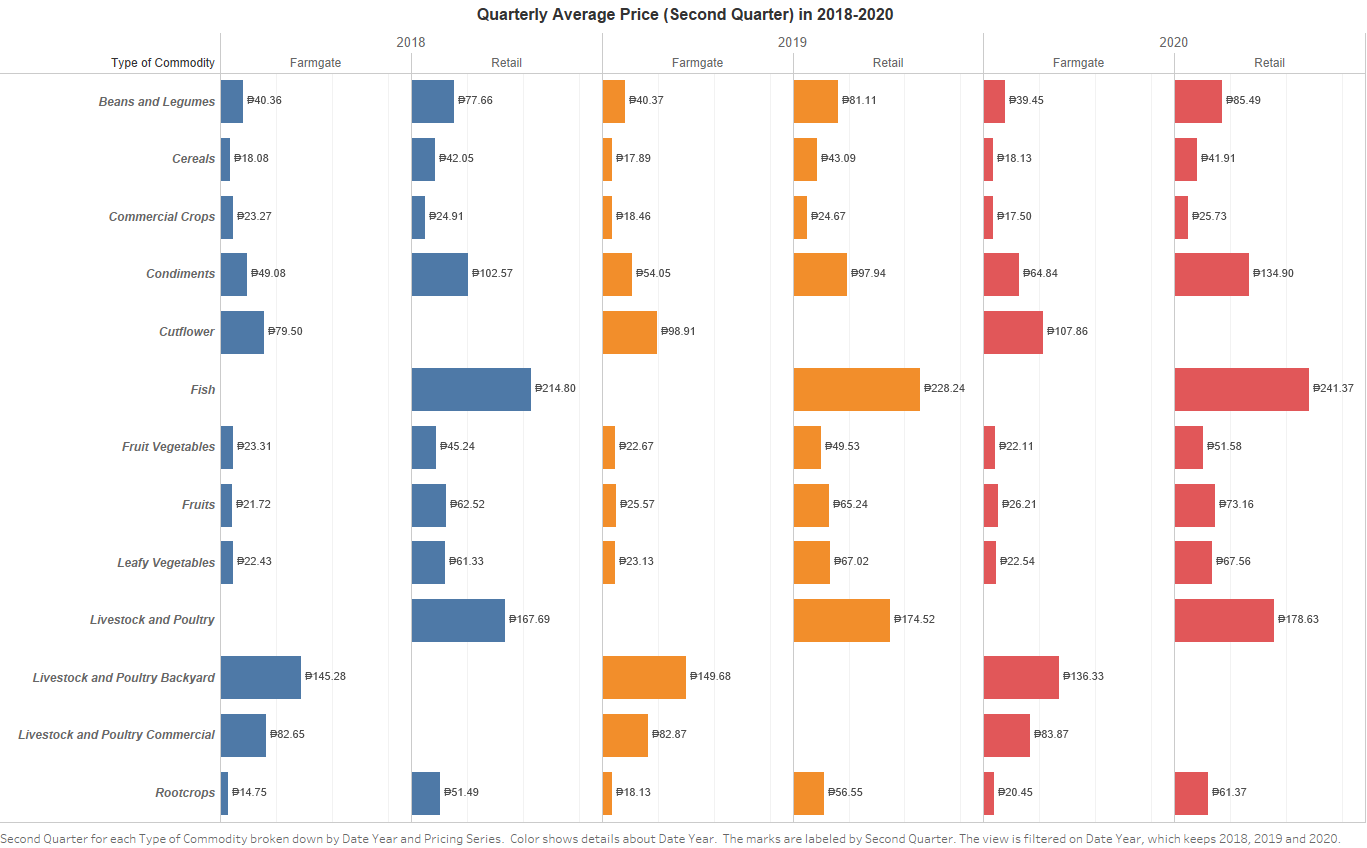 Quarterly Average Price (Second Quarter) in 2018-2020
2018 2019 2020
Type of Commodity Farmgate Retail Farmgate Retail Farmgate Retail
Beans and Legumes ₱40.36 ₱77.66 ₱40.37 ₱81.11 ₱39.45 ₱85.49
Cereals ₱18.08 ₱42.05 ₱17.89 ₱43.09 ₱18.13 ₱41.91
Commercial Crops ₱23.27 ₱24.91 ₱18.46 ₱24.67 ₱17.50 ₱25.73
Condiments ₱49.08 ₱102.57 ₱54.05 ₱97.94 ₱64.84 ₱134.90
Cutflower ₱79.50 ₱98.91 ₱107.86
Fish ₱214.80 ₱228.24 ₱241.37
Fruit Vegetables ₱23.31 ₱45.24 ₱22.67 ₱49.53 ₱22.11 ₱51.58
Fruits ₱21.72 ₱62.52 ₱25.57 ₱65.24 ₱26.21 ₱73.16
Leafy Vegetables ₱22.43 ₱61.33 ₱23.13 ₱67.02 ₱22.54 ₱67.56
Livestock and Poultry ₱167.69 ₱174.52 ₱178.63
Livestock and Poultry Backyard ₱145.28 ₱149.68 ₱136.33
Livestock and Poultry Commercial ₱82.65 ₱82.87 ₱83.87
Rootcrops ₱14.75 ₱51.49 ₱18.13 ₱56.55 ₱20.45 ₱61.37
Second Quarter for each Type of Commodity broken down by Date Year and Pricing Series. Color shows details about Date Year. The marks are labeled by Second Quarter. The view is filtered on Date Year, which keeps 2018, 2019 and 2020.